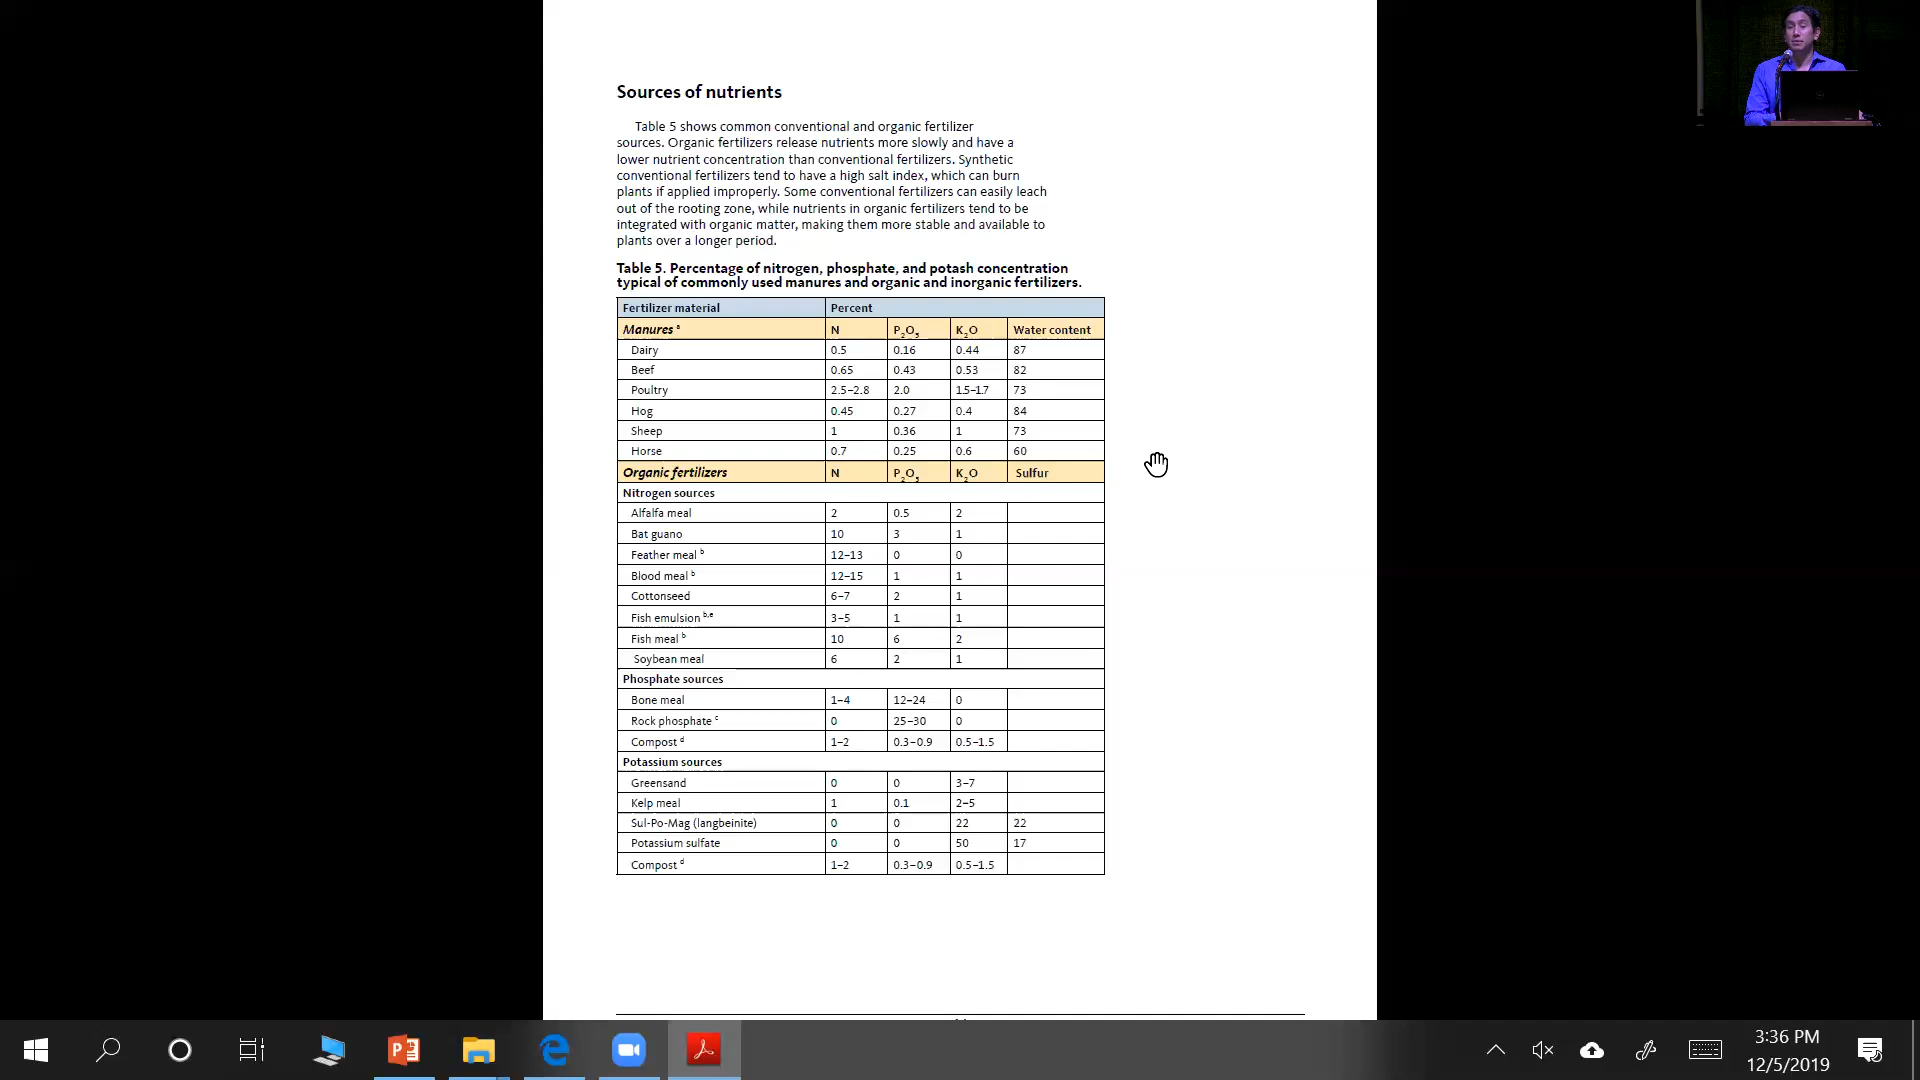 Sources of nutrients
Table 5 shows common conventional and organic fertilizer
sources. Organic fertilizers release nutrients more slowly and have a
lower nutrient concentration than conventional fertilizers. Synthetic
conventional fertilizers tend to have a high salt index, which can burn
plants if applied improperly. Some conventional fertilizers can easily leach
out of the rooting zone, while nutrients in organic fertilizers tend to be
integrated with organic matter, making them more stable and available to
plants over a longer period.
Table 5. Percentage of nitrogen, phosphate, and potash concentration
typical of commonly used manures and organic and inorganic fertilizers.
Fertilizer material Percent
Manures a N P2O5 K2O Water content
Dairy 0.5 0.16 0.44 87
Beef 0.65 0.43 0.53 82
Poultry 2.5–2.8 2.0 1.5–1.7 73
Hog 0.45 0.27 0.4 84
Sheep 1 0.36 1 73
Horse 0.7 0.25 0.6 60
Organic fertilizers N P2O5 K2O Sulfur
Nitrogen sources
Alfalfa meal 2 0.5 2
Bat guano 10 3 1
Feather meal b 12–13 0 0
Blood meal b 12–15 1 1
Cottonseed 6–7 2 1
Fish emulsion b,e 3–5 1 1
Fish meal b 10 6 2
Soybean meal 6 2 1
Phosphate sources
Bone meal 1–4 12–24 0
Rock phosphate c 0 25–30 0
Compost d 1–2 0.3–0.9 0.5–1.5
Potassium sources
Greensand 0 0 3–7
Kelp meal 1 0.1 2–5
Sul-Po-Mag (langbeinite) 0 0 22 22
Potassium sulfate 0 0 50 17
Compost d 1–2 0.3–0.9 0.5–1.5
3:36 PM
12/5/2019